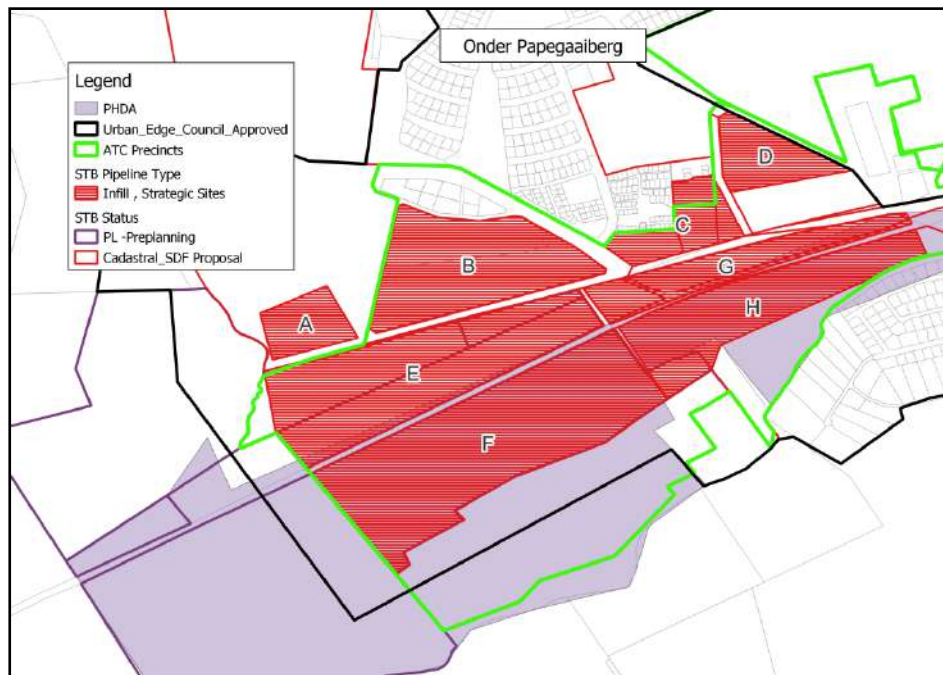 Onder Papegaaiberg
Legend
PHDA
Urban_Edge_Council_Approved
ATC Precincts
STB Pipeline Type
Infill , Strategic Sites
STB Status
PL -Preplanning
Cadastral_SDF Proposal
D
C
B
G
H
A
E
F